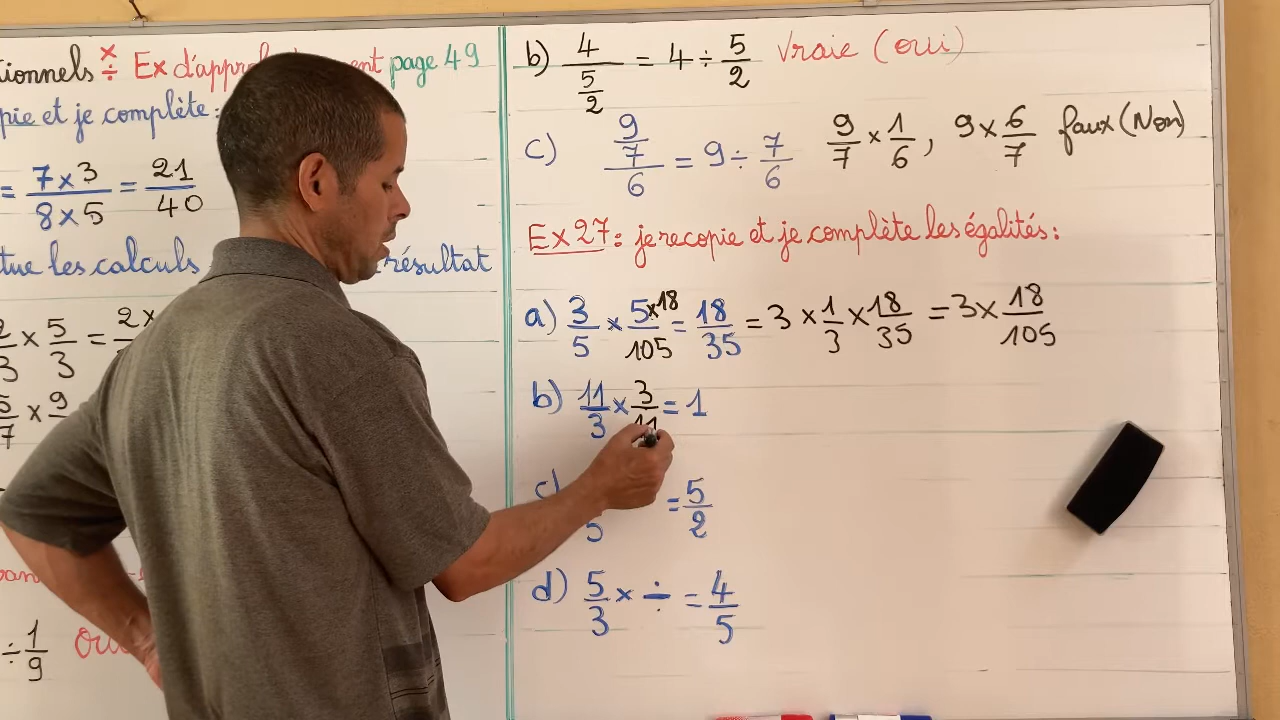 tionnels ×÷ Ex d'appro page 49
pie et je complète :
= 7×3/8×5 = 21/40
tue les calculs résultat
2/3 × 5/3 = 2×
5/7 × 9
÷ 1/9 Oui
b) 4/(5/2) = 4 ÷ 5/2 Vraie (oui)
c) (9/7)/6 = 9 ÷ 7/6 9/7 × 1/6 , 9 × 6/7 faux (Non)
Ex 27 : je recopie et je complète les égalités :
a) 3/5 × 5×18/105 = 18/35 = 3 × 1/3 × 18/35 = 3 × 18/105
b) 11/3 × 3/11 = 1
c) /5 = 5/2
d) 5/3 × ÷ = 4/5